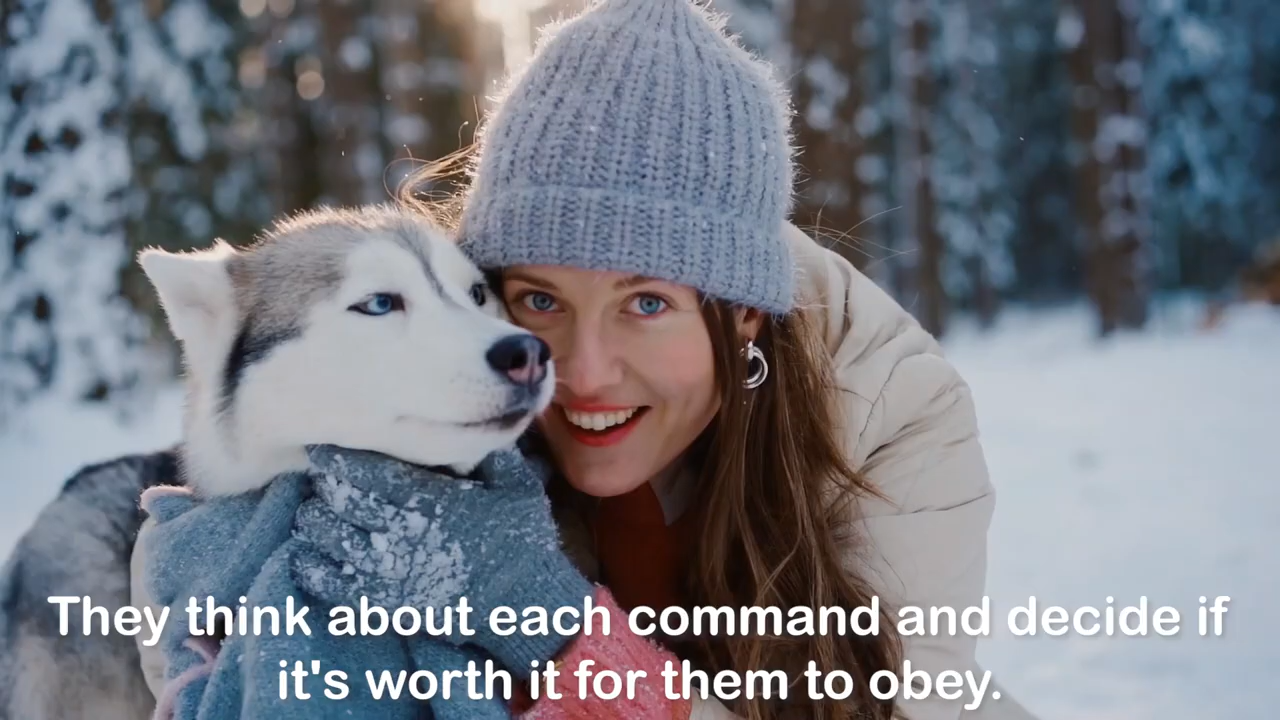 They think about each command and decide if
it's worth it for them to obey.